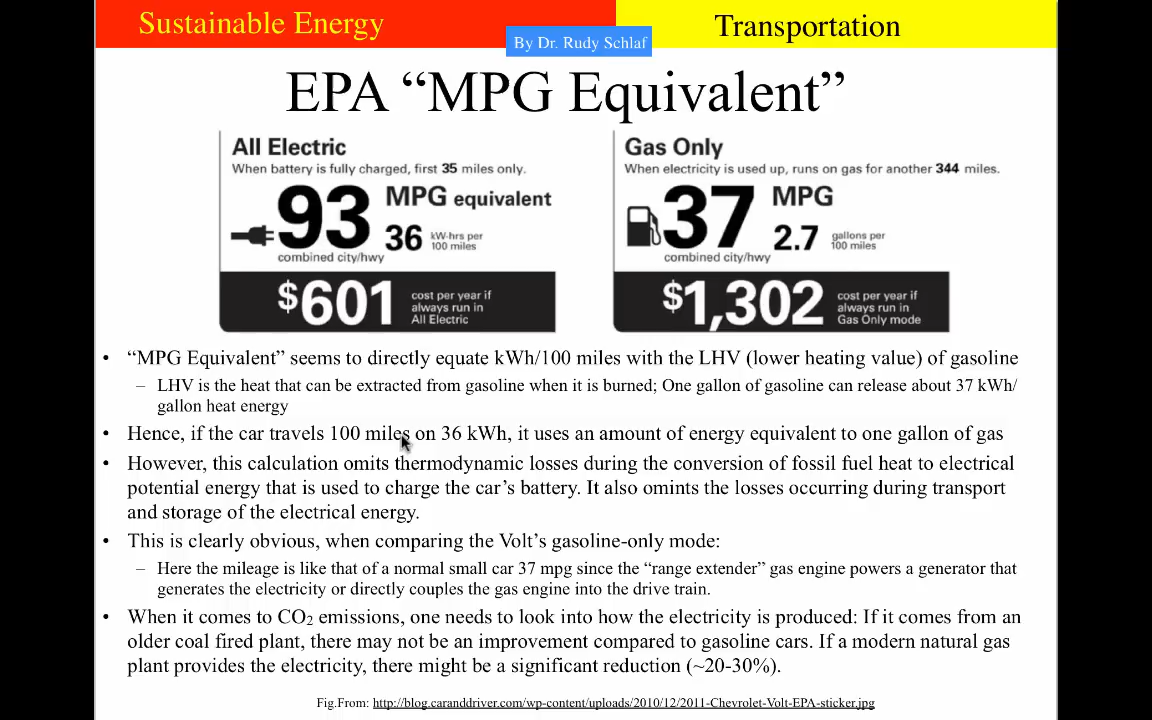 Sustainable Energy
Transportation
By Dr. Rudy Schlaf
EPA “MPG Equivalent”
All Electric
When battery is fully charged, first 35 miles only.
93 MPG equivalent
36 kW-hrs per 100 miles
combined city/hwy
$601 cost per year if always run in All Electric
Gas Only
When electricity is used up, runs on gas for another 344 miles.
37 MPG
2.7 gallons per 100 miles
combined city/hwy
$1,302 cost per year if always run in Gas Only mode
• “MPG Equivalent” seems to directly equate kWh/100 miles with the LHV (lower heating value) of gasoline
– LHV is the heat that can be extracted from gasoline when it is burned; One gallon of gasoline can release about 37 kWh/
gallon heat energy
• Hence, if the car travels 100 miles on 36 kWh, it uses an amount of energy equivalent to one gallon of gas
• However, this calculation omits thermodynamic losses during the conversion of fossil fuel heat to electrical
potential energy that is used to charge the car’s battery. It also omints the losses occurring during transport
and storage of the electrical energy.
• This is clearly obvious, when comparing the Volt’s gasoline-only mode:
– Here the mileage is like that of a normal small car 37 mpg since the “range extender” gas engine powers a generator that
generates the electricity or directly couples the gas engine into the drive train.
• When it comes to CO2 emissions, one needs to look into how the electricity is produced: If it comes from an
older coal fired plant, there may not be an improvement compared to gasoline cars. If a modern natural gas
plant provides the electricity, there might be a significant reduction (~20-30%).
Fig.From: http://blog.caranddriver.com/wp-content/uploads/2010/12/2011-Chevrolet-Volt-EPA-sticker.jpg